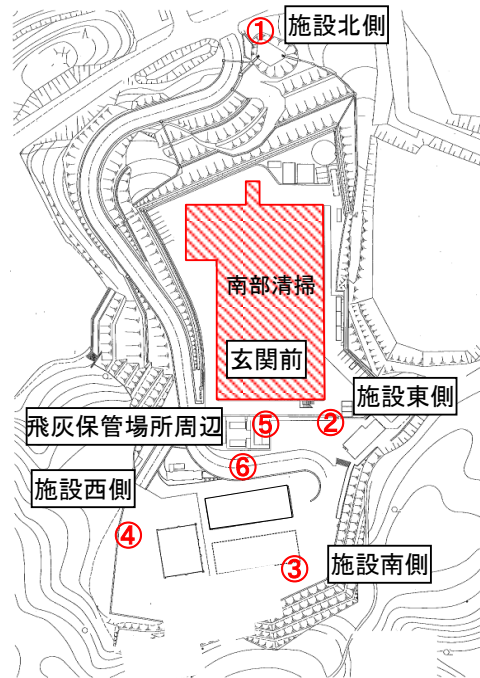 ① 施設北側
南部清掃
玄関前
施設東側
飛灰保管場所周辺
⑤
②
⑥
施設西側
④
③
施設南側